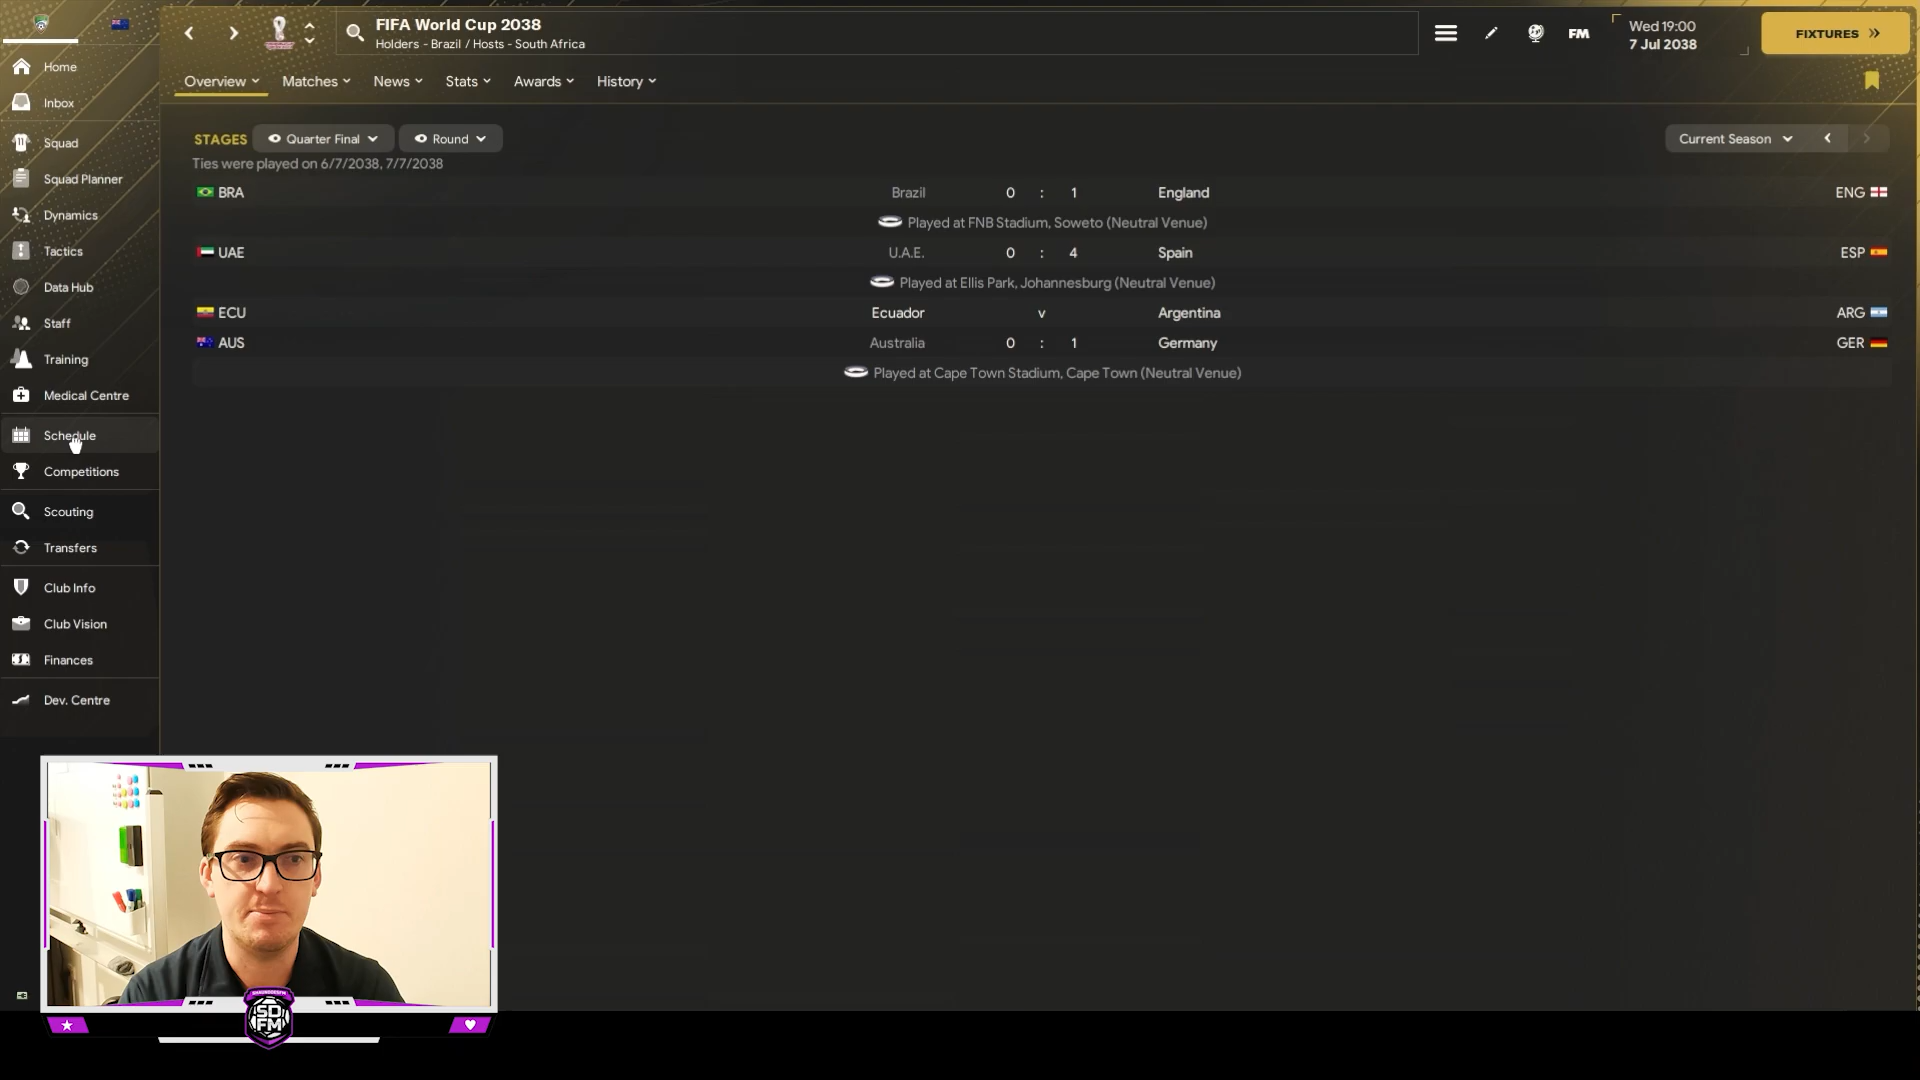 FIFA World Cup 2038
Holders - Brazil / Hosts - South Africa
FM
Wed 19:00
7 Jul 2038
FIXTURES
Home
Inbox
Squad
Squad Planner
Dynamics
Tactics
Data Hub
Staff
Training
Medical Centre
Schedule
Competitions
Scouting
Transfers
Club Info
Club Vision
Finances
Dev. Centre
Overview Matches News Stats Awards History
STAGES Quarter Final Round Current Season
Ties were played on 6/7/2038, 7/7/2038
BRA Brazil 0 : 1 England ENG
Played at FNB Stadium, Soweto (Neutral Venue)
UAE U.A.E. 0 : 4 Spain ESP
Played at Ellis Park, Johannesburg (Neutral Venue)
ECU Ecuador v Argentina ARG
AUS Australia 0 : 1 Germany GER
Played at Cape Town Stadium, Cape Town (Neutral Venue)
SD
FM